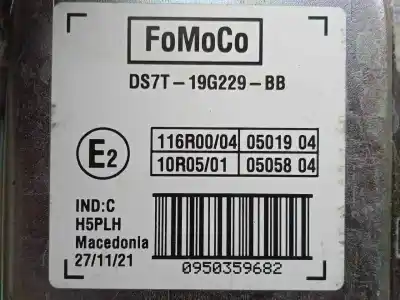 FoMoCo
DS7T-19G229-BB
E2
116R00/04 05019 04
10R05/01 05058 04
IND:C
H5PLH
Macedonia
27/11/21
0950359682